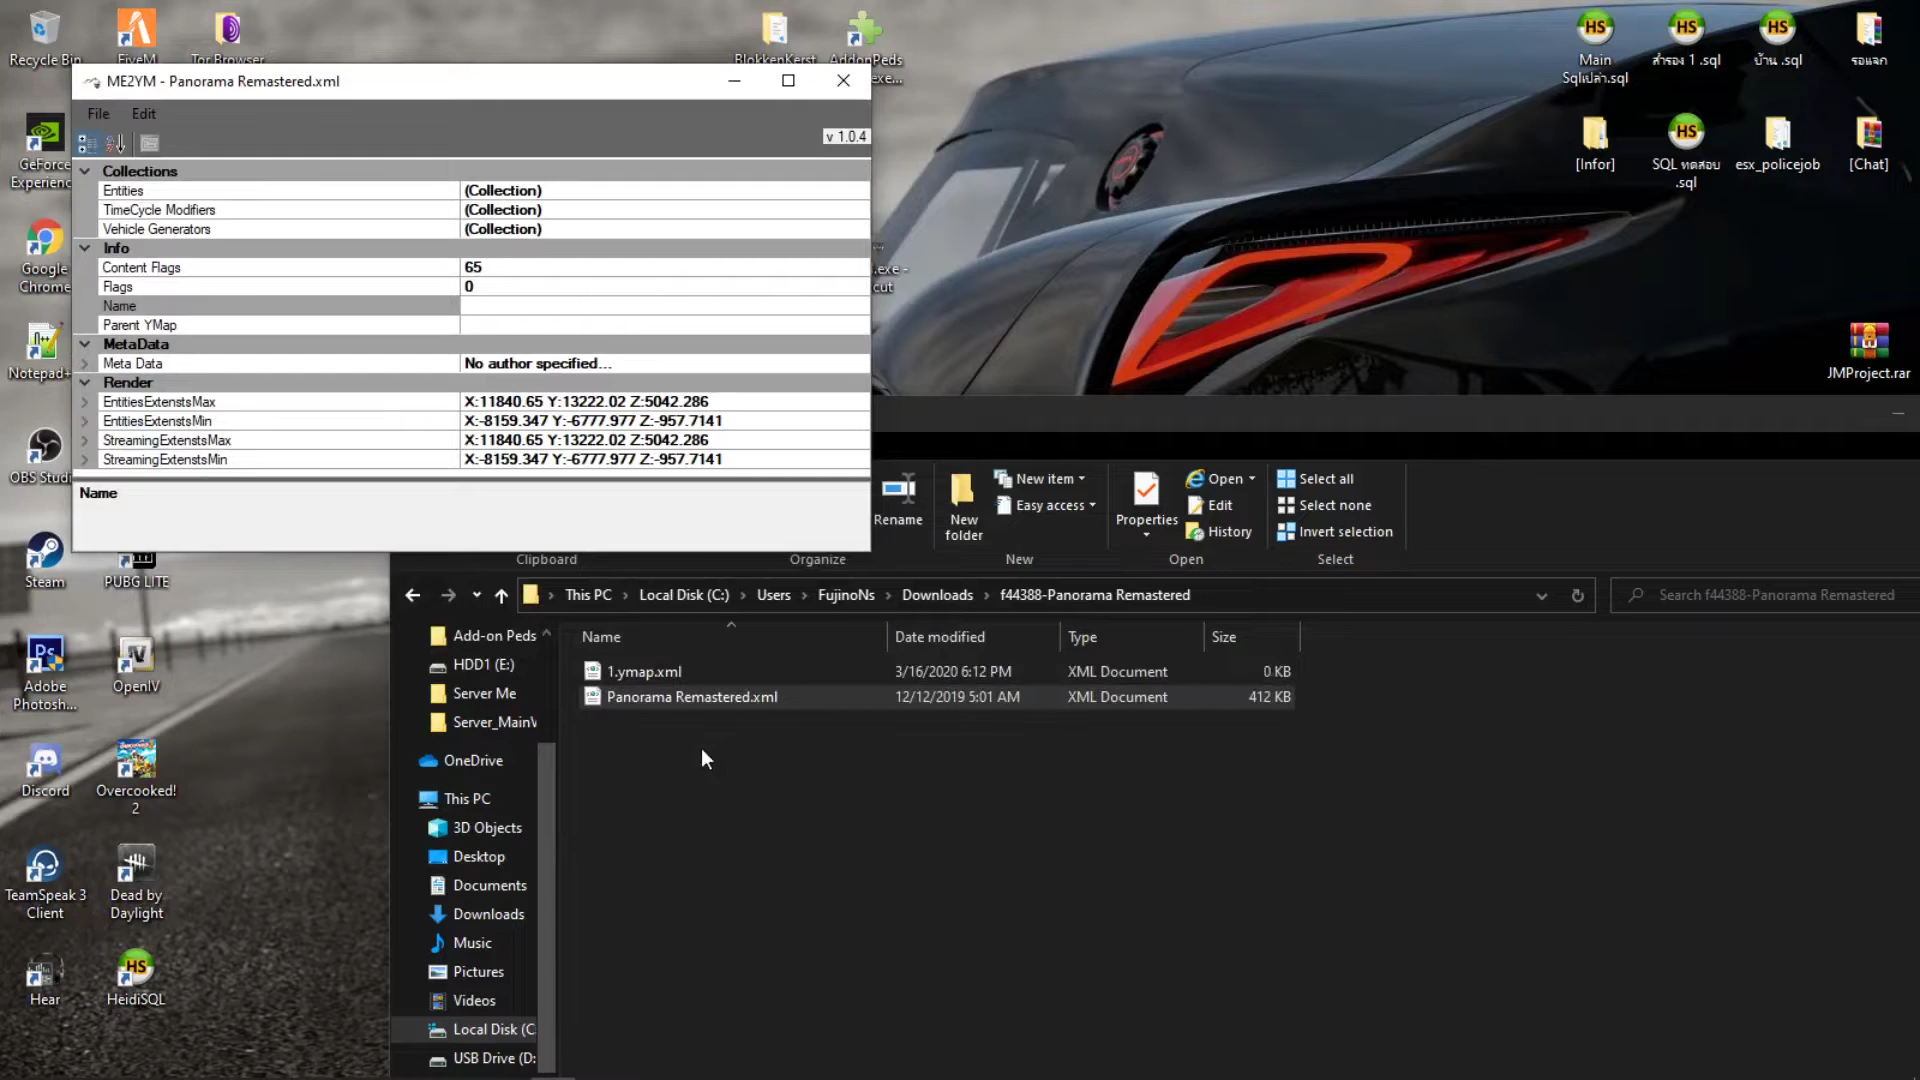 Recycle Bin
FiveM
Tor Browser
BlokkenKerst
AddonPeds
exe...
Main
Sqlเปล่า.sql
สำรอง 1 .sql
บ้าน .sql
รอแจก
ME2YM - Panorama Remastered.xml
File
Edit
v 1.0.4
Collections
Entities
(Collection)
TimeCycle Modifiers
(Collection)
Vehicle Generators
(Collection)
Info
Content Flags
65
Flags
0
Name
Parent YMap
MetaData
Meta Data
No author specified...
Render
EntitiesExtenstsMax
X:11840.65 Y:13222.02 Z:5042.286
EntitiesExtenstsMin
X:-8159.347 Y:-6777.977 Z:-957.7141
StreamingExtenstsMax
X:11840.65 Y:13222.02 Z:5042.286
StreamingExtenstsMin
X:-8159.347 Y:-6777.977 Z:-957.7141
Name
GeForce
Experience
Google
Chrome
Notepad+
OBS Studi
Steam
PUBG LITE
Adobe
Photosh...
OpenIV
Discord
Overcooked!
2
TeamSpeak 3
Client
Dead by
Daylight
Hear
HeidiSQL
.exe -
cut
[Infor]
SQL ทดสอบ
.sql
esx_policejob
[Chat]
JMProject.rar
Rename
New
folder
New item
Easy access
Properties
Open
Edit
History
Select all
Select none
Invert selection
Clipboard
Organize
New
Open
Select
This PC
Local Disk (C:)
Users
FujinoNs
Downloads
f44388-Panorama Remastered
Search f44388-Panorama Remastered
Name
Date modified
Type
Size
1.ymap.xml
3/16/2020 6:12 PM
XML Document
0 KB
Panorama Remastered.xml
12/12/2019 5:01 AM
XML Document
412 KB
Add-on Peds
HDD1 (E:)
Server Me
Server_MainV
OneDrive
This PC
3D Objects
Desktop
Documents
Downloads
Music
Pictures
Videos
Local Disk (C:
USB Drive (D: